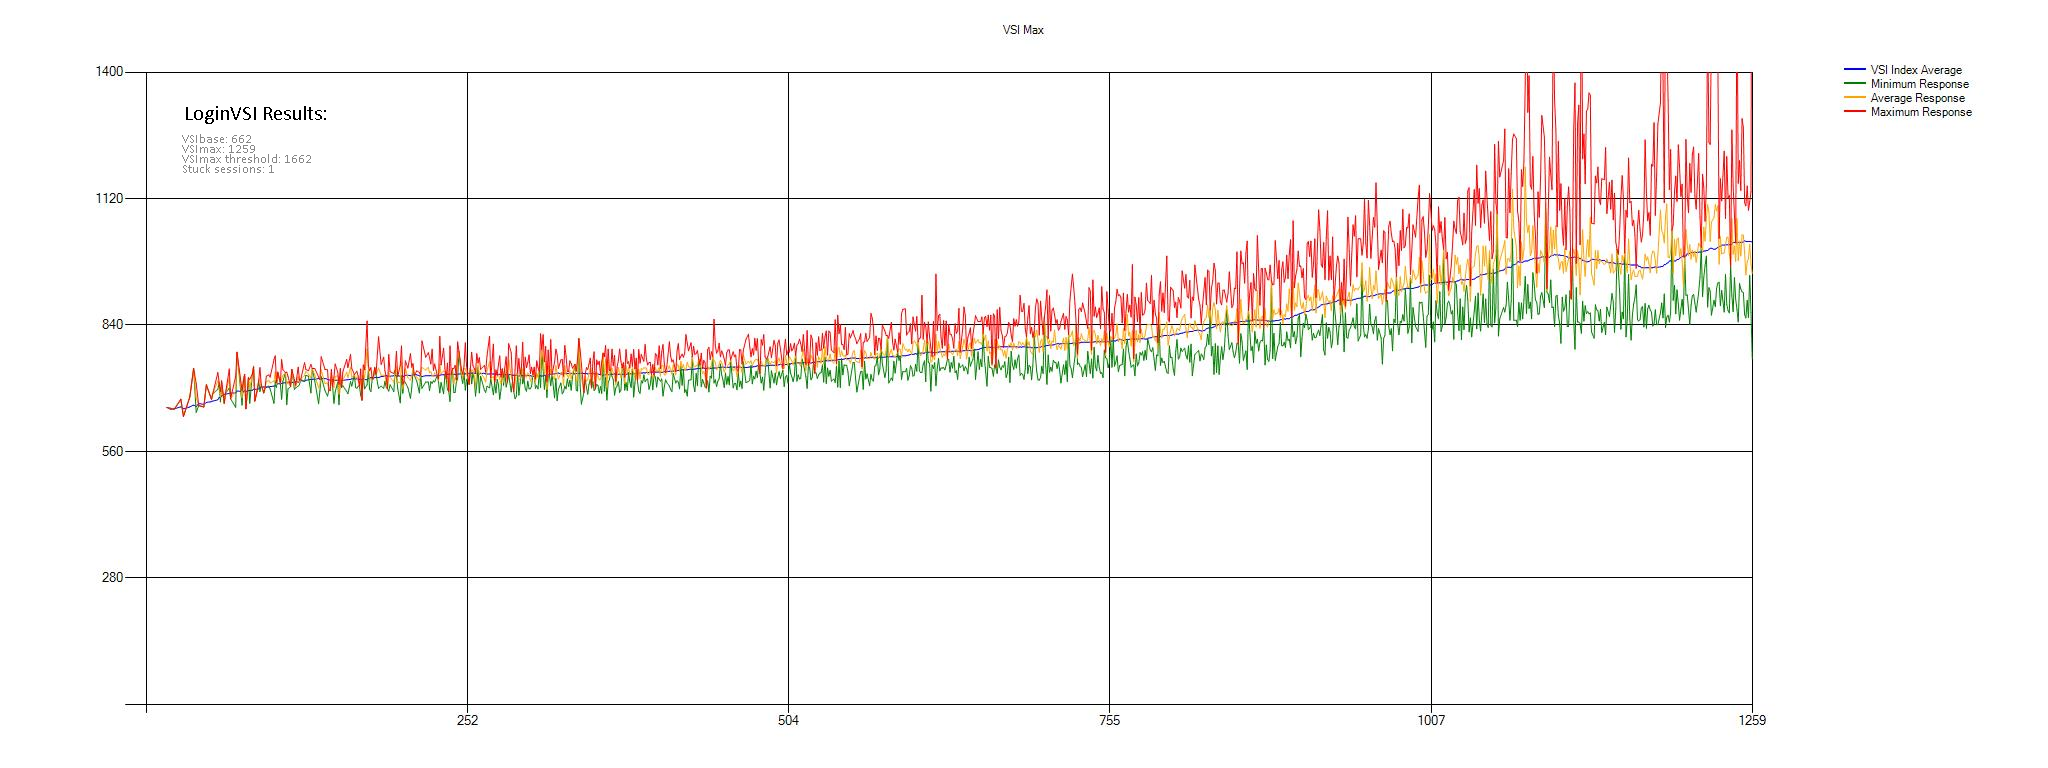 VSI Max
1400
1120
840
560
280
LoginVSI Results:
VSIbase: 662
VSImax: 1259
VSImax threshold: 1662
Stuck sessions: 1
VSI Index Average
Minimum Response
Average Response
Maximum Response
252
504
755
1007
1259